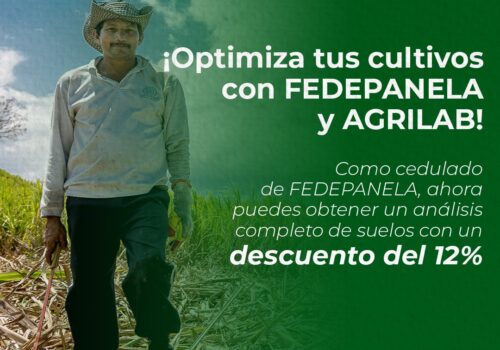 ¡Optimiza tus cultivos
con FEDEPANELA
y AGRILAB!
Como cedulado
de FEDEPANELA, ahora
puedes obtener un análisis
completo de suelos con un
descuento del 12%